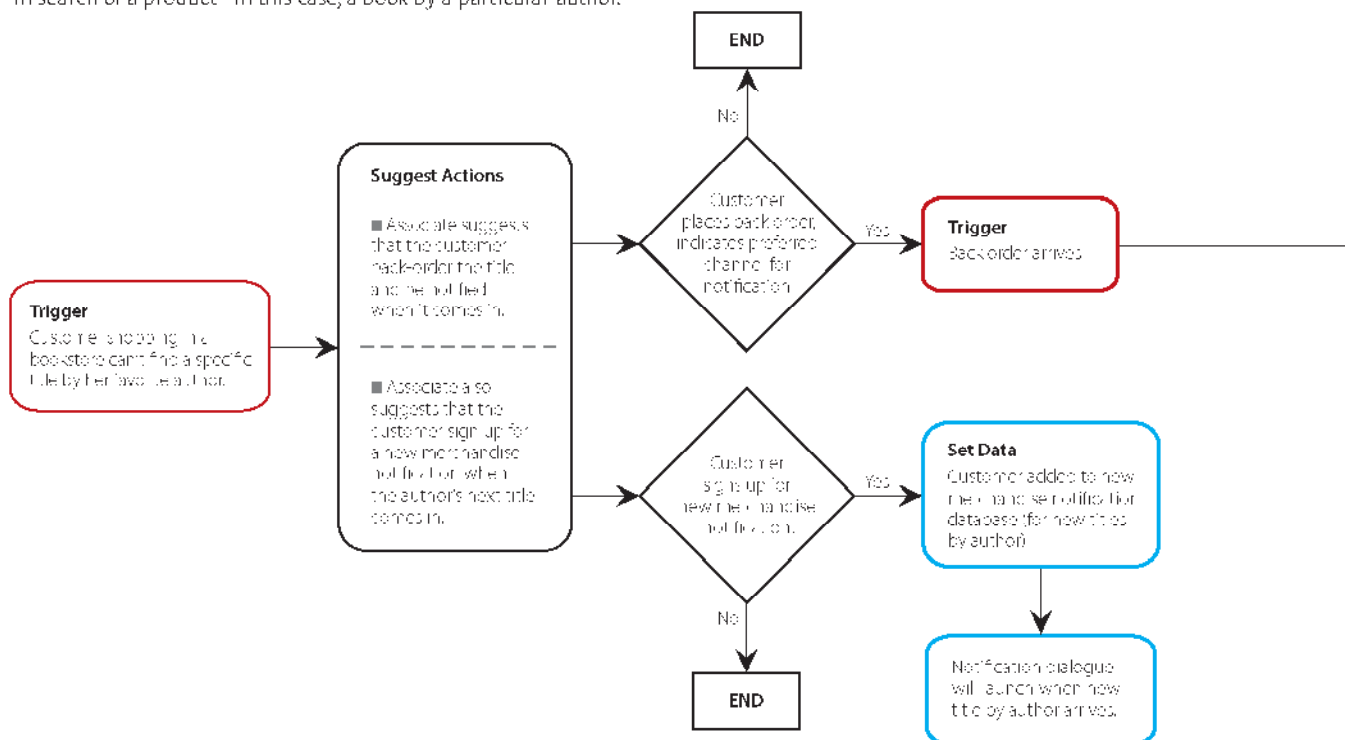 in search of a product—in this case, a book by a particular author.
END
No
Suggest Actions
■ Associate suggests
that the customer
back-order the title
and be notified
when it comes in.
■ Associate also
suggests that the
customer sign up for
a new merchandise
notification when
the author's next title
comes in.
Trigger
Customer shopping in a
bookstore can't find a specific
title by her favorite author.
Customer
places back order,
indicates preferred
channel for
notification
Yes
Trigger
Back order arrives
Customer
signs up for
new merchandise
notification.
Yes
Set Data
Customer added to new
merchandise notification
database (for new titles
by author)
No
END
Notification dialogue
will launch when new
title by author arrives.